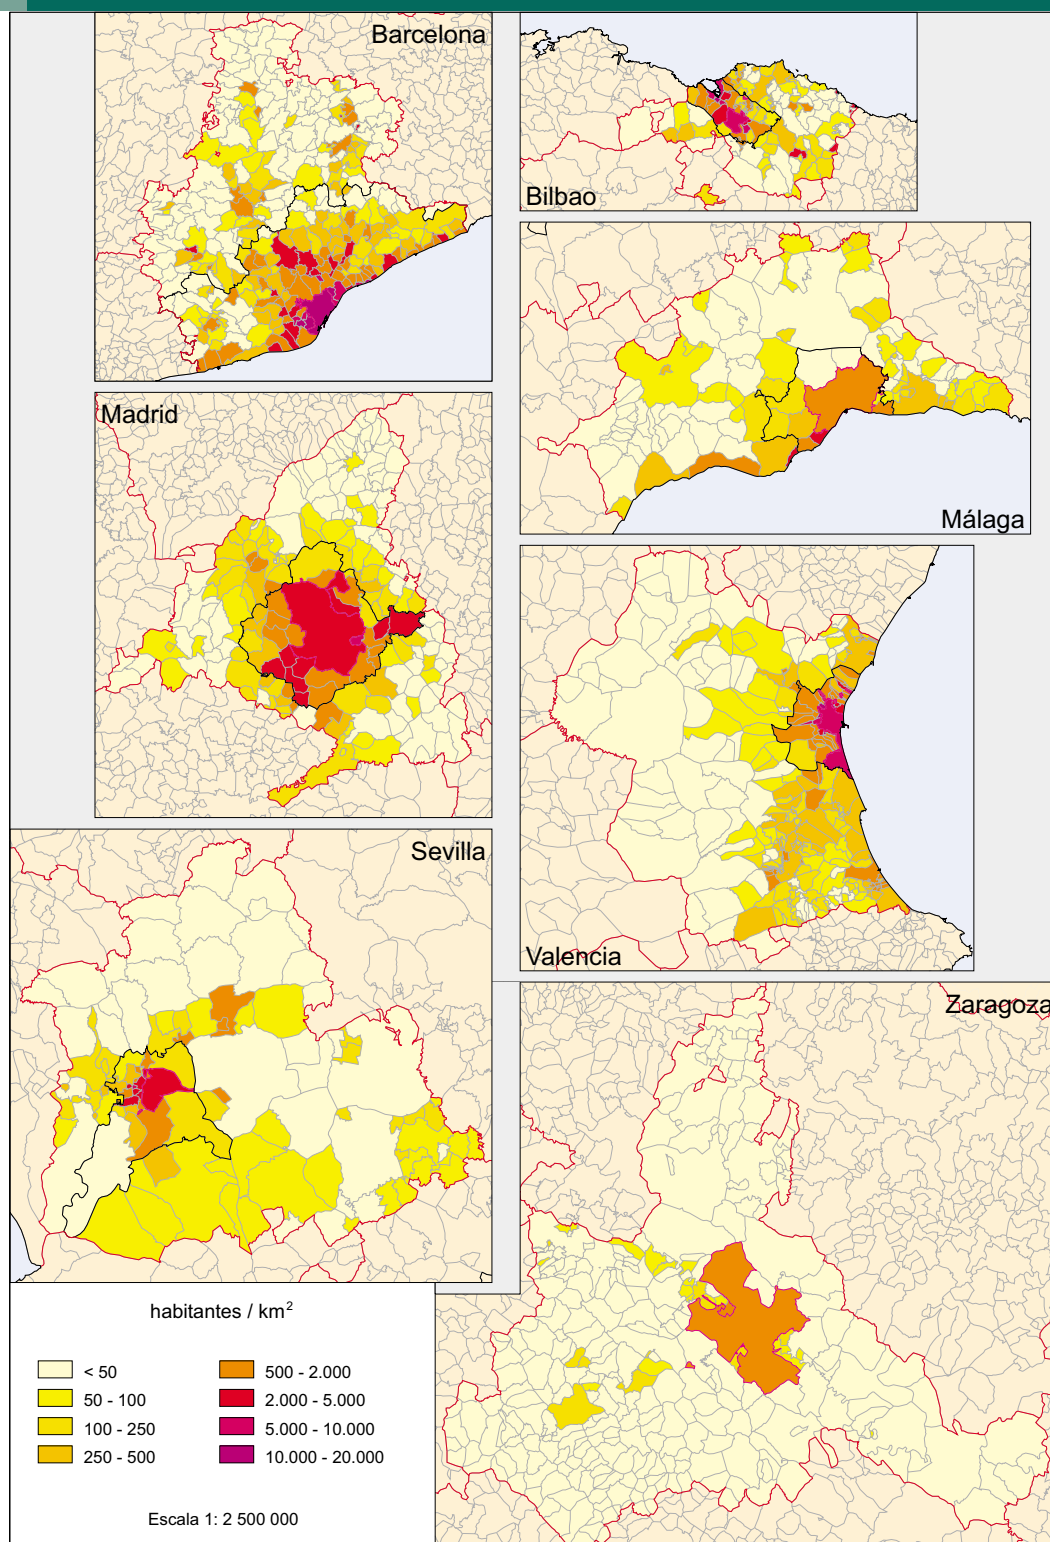 Barcelona
Bilbao
Madrid
Málaga
Sevilla
Valencia
Zaragoza
habitantes / km²
< 50
50 - 100
100 - 250
250 - 500
500 - 2.000
2.000 - 5.000
5.000 - 10.000
10.000 - 20.000
Escala 1: 2 500 000